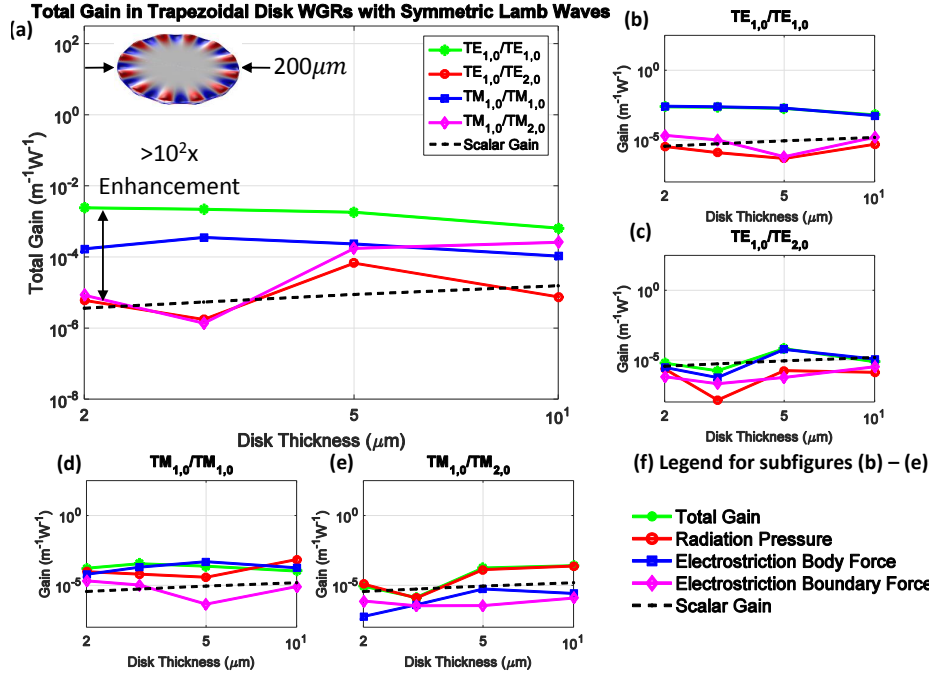 Total Gain in Trapezoidal Disk WGRs with Symmetric Lamb Waves
(a)
10²
10⁰
10⁻²
10⁻⁴
10⁻⁶
10⁻⁸
Total Gain (m⁻¹W⁻¹)
200μm
>10²x
Enhancement
TE₁,₀/TE₁,₀
TE₁,₀/TE₂,₀
TM₁,₀/TM₁,₀
TM₁,₀/TM₂,₀
Scalar Gain
2
5
10¹
Disk Thickness (μm)
(b)
TE₁,₀/TE₁,₀
10⁰
10⁻⁵
Gain (m⁻¹W⁻¹)
2
5
10¹
Disk Thickness (μm)
(c)
TE₁,₀/TE₂,₀
10⁰
10⁻⁵
Gain (m⁻¹W⁻¹)
2
5
10¹
Disk Thickness (μm)
(d)
TM₁,₀/TM₁,₀
10⁰
10⁻⁵
Gain (m⁻¹W⁻¹)
2
5
10¹
Disk Thickness (μm)
(e)
TM₁,₀/TM₂,₀
10⁰
10⁻⁵
Gain (m⁻¹W⁻¹)
2
5
10¹
Disk Thickness (μm)
(f) Legend for subfigures (b) – (e)
Total Gain
Radiation Pressure
Electrostriction Body Force
Electrostriction Boundary Force
Scalar Gain